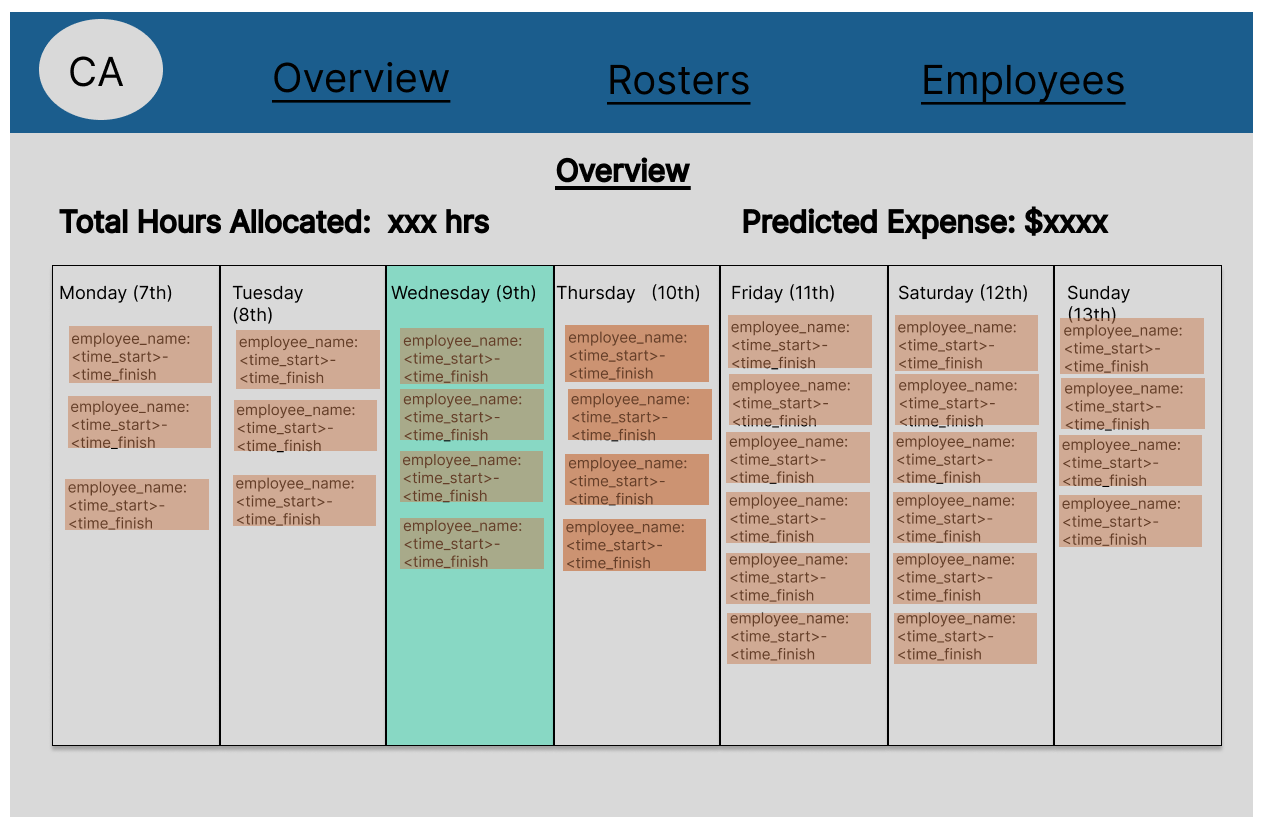 CA
Overview
Rosters
Employees
Overview
Total Hours Allocated: xxx hrs
Predicted Expense: $xxxx
Monday (7th)
employee_name:
<time_start>-
<time_finish
employee_name:
<time_start>-
<time_finish
employee_name:
<time_start>-
<time_finish
Tuesday
(8th)
employee_name:
<time_start>-
<time_finish
employee_name:
<time_start>-
<time_finish
employee_name:
<time_start>-
<time_finish
Wednesday (9th)
employee_name:
<time_start>-
<time_finish
employee_name:
<time_start>-
<time_finish
employee_name:
<time_start>-
<time_finish
employee_name:
<time_start>-
<time_finish
Thursday (10th)
employee_name:
<time_start>-
<time_finish
employee_name:
<time_start>-
<time_finish
employee_name:
<time_start>-
<time_finish
employee_name:
<time_start>-
<time_finish
Friday (11th)
employee_name:
<time_start>-
<time_finish
employee_name:
<time_start>-
<time_finish
employee_name:
<time_start>-
<time_finish
employee_name:
<time_start>-
<time_finish
employee_name:
<time_start>-
<time_finish
employee_name:
<time_start>-
<time_finish
Saturday (12th)
employee_name:
<time_start>-
<time_finish
employee_name:
<time_start>-
<time_finish
employee_name:
<time_start>-
<time_finish
employee_name:
<time_start>-
<time_finish
employee_name:
<time_start>-
<time_finish
employee_name:
<time_start>-
<time_finish
Sunday
(13th)
employee_name:
<time_start>-
<time_finish
employee_name:
<time_start>-
<time_finish
employee_name:
<time_start>-
<time_finish
employee_name:
<time_start>-
<time_finish